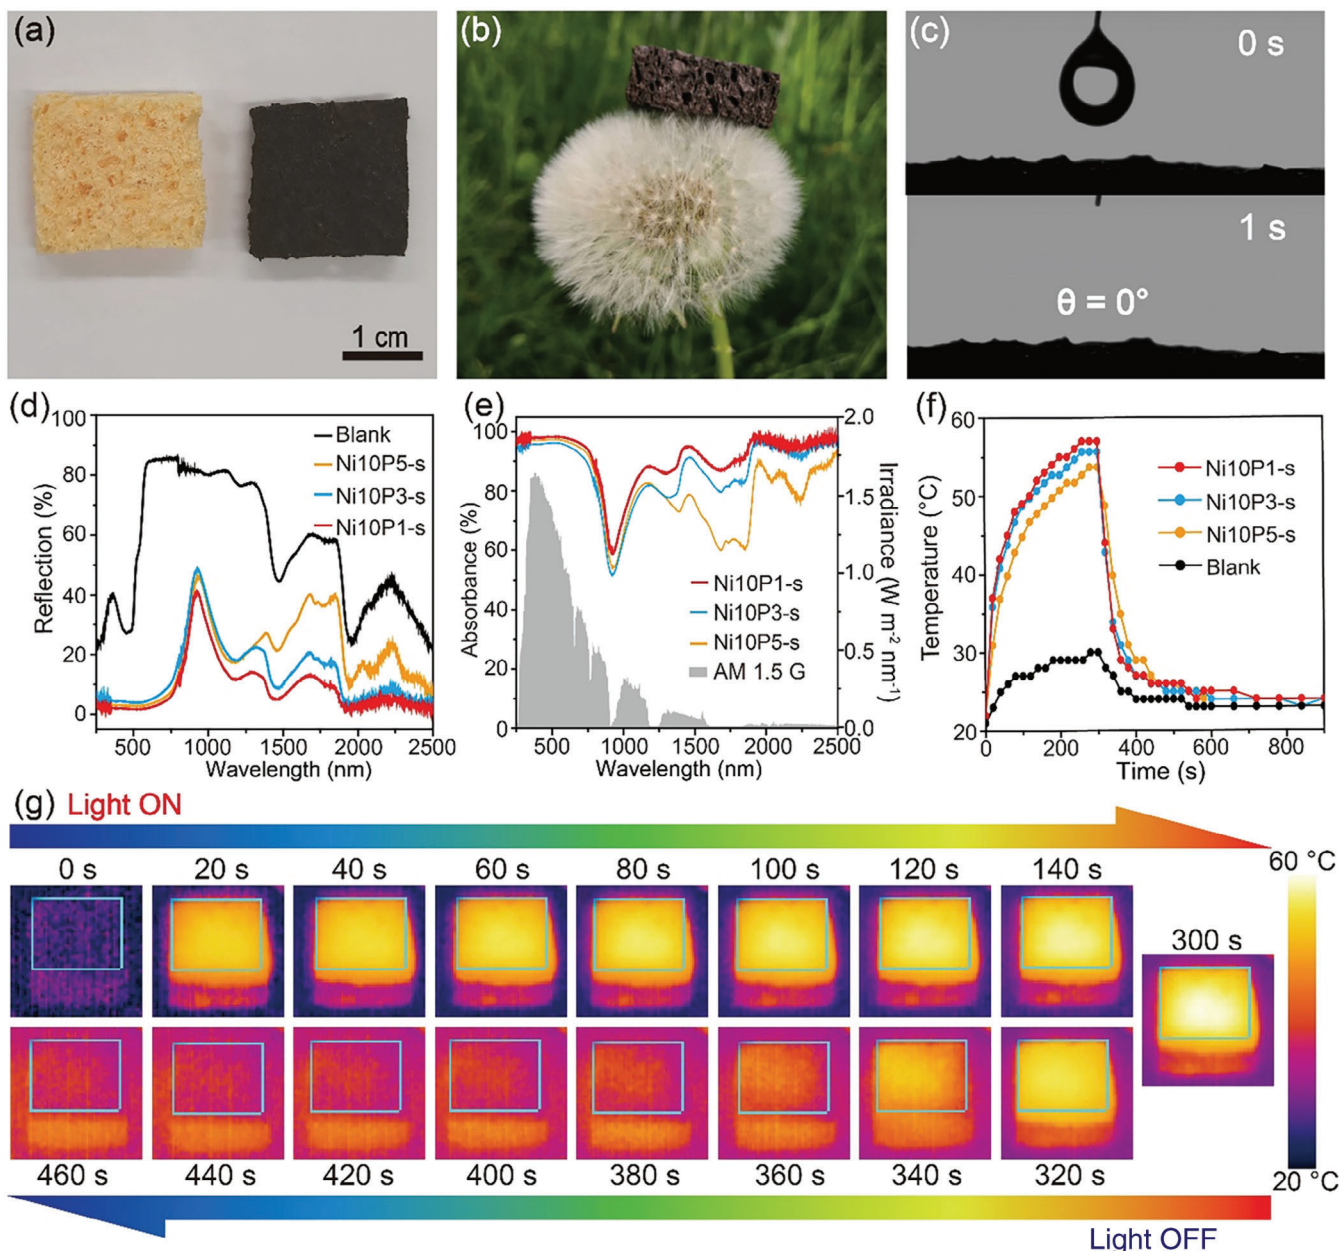 (a)
1 cm
(b)
(c)
0 s
1 s
θ = 0°
(d)
100
80
60
40
20
0
Reflection (%)
Blank
Ni10P5-s
Ni10P3-s
Ni10P1-s
500 1000 1500 2000 2500
Wavelength (nm)
(e)
100
80
60
40
20
0
Absorbance (%)
2.0
1.5
1.0
0.5
0.0
Irradiance (W m⁻² nm⁻¹)
Ni10P1-s
Ni10P3-s
Ni10P5-s
AM 1.5 G
500 1000 1500 2000 2500
Wavelength (nm)
(f)
60
50
40
30
20
Temperature (°C)
Ni10P1-s
Ni10P3-s
Ni10P5-s
Blank
0 200 400 600 800
Time (s)
(g) Light ON
0 s 20 s 40 s 60 s 80 s 100 s 120 s 140 s
300 s
60 °C
20 °C
460 s 440 s 420 s 400 s 380 s 360 s 340 s 320 s
Light OFF